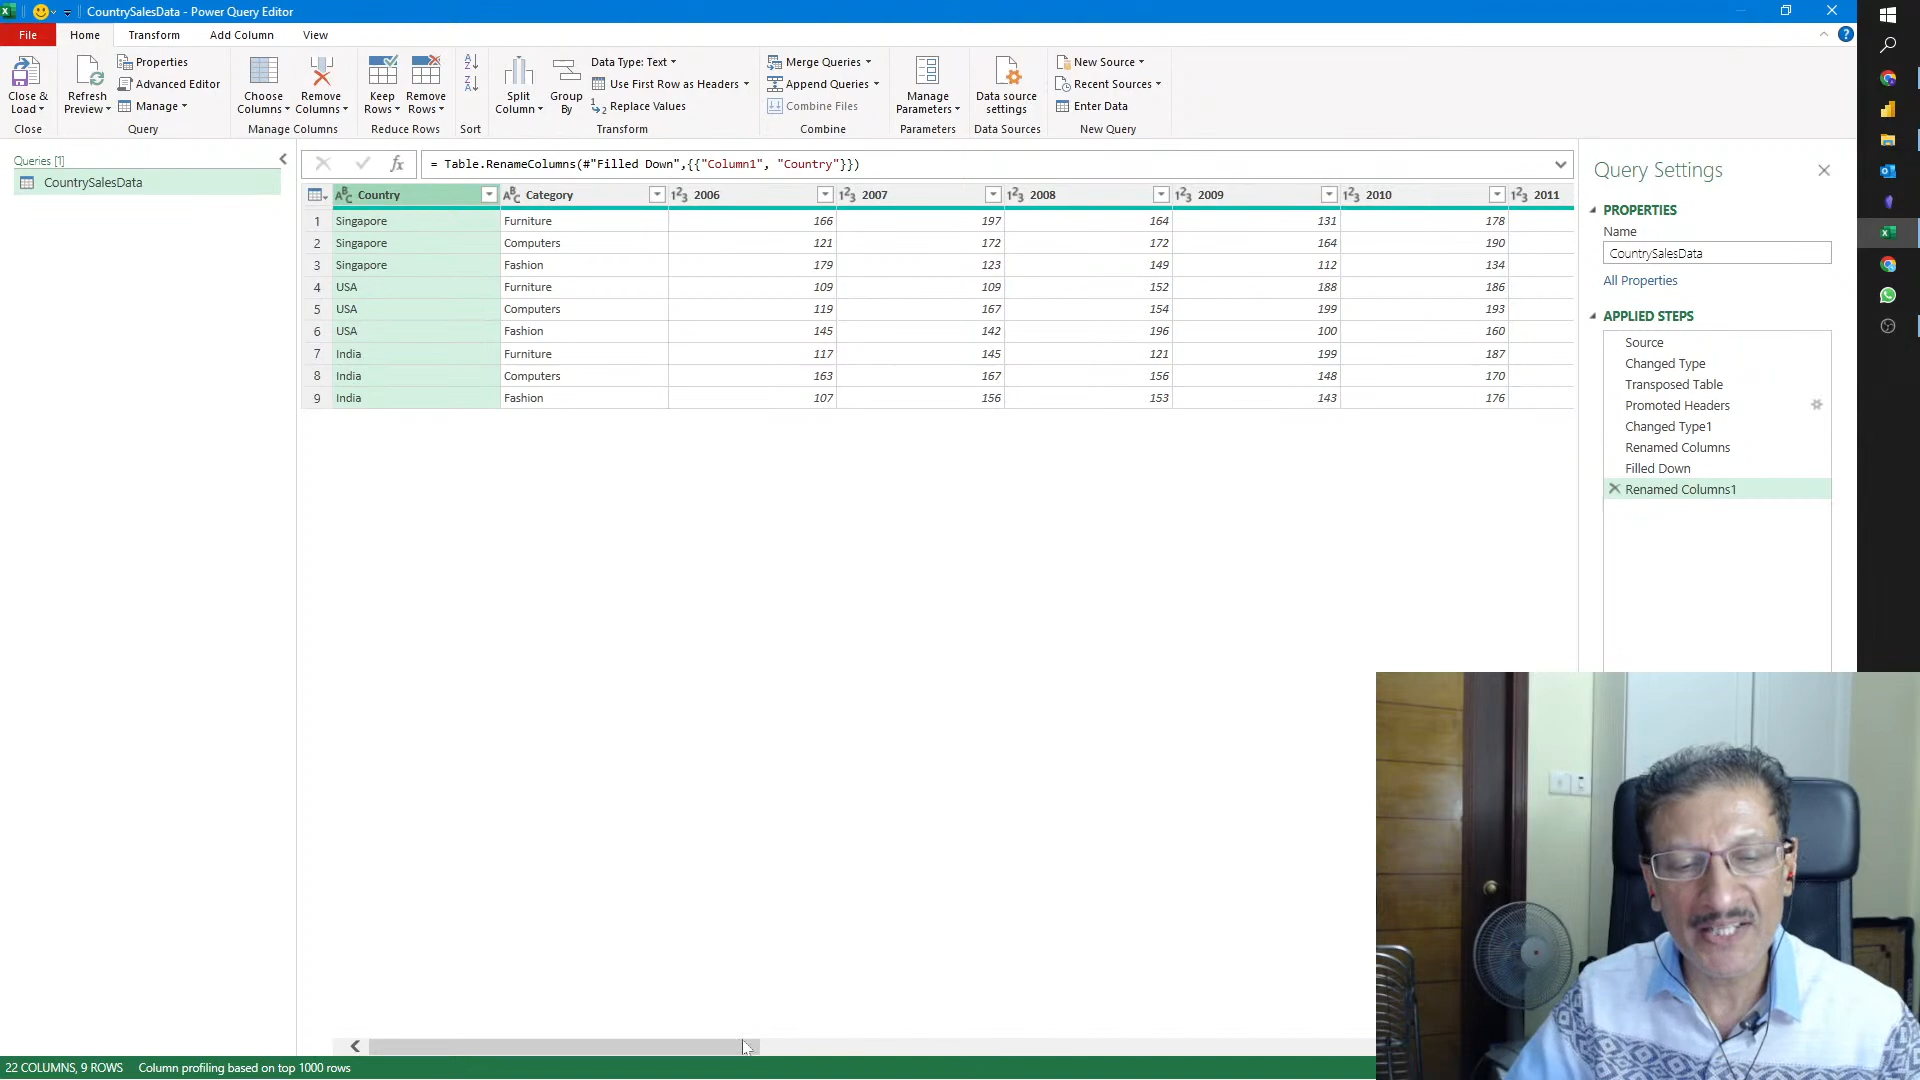 CountrySalesData - Power Query Editor
File Home Transform Add Column View
Close & Load
Close
Refresh Preview
Properties
Advanced Editor
Manage
Query
Choose Columns
Remove Columns
Manage Columns
Keep Rows
Remove Rows
Reduce Rows
Sort
Split Column
Group By
Data Type: Text
Use First Row as Headers
Replace Values
Transform
Merge Queries
Append Queries
Combine Files
Combine
Manage Parameters
Parameters
Data source settings
Data Sources
New Source
Recent Sources
Enter Data
New Query
Queries [1]
CountrySalesData
= Table.RenameColumns(#"Filled Down",{{"Column1", "Country"}})
Country Category 2006 2007 2008 2009 2010 2011
1 Singapore Furniture 166 197 164 131 178
2 Singapore Computers 121 172 172 164 190
3 Singapore Fashion 179 123 149 112 134
4 USA Furniture 109 109 152 188 186
5 USA Computers 119 167 154 199 193
6 USA Fashion 145 142 196 100 160
7 India Furniture 117 145 121 199 187
8 India Computers 163 167 156 148 170
9 India Fashion 107 156 153 143 176
Query Settings
PROPERTIES
Name
CountrySalesData
All Properties
APPLIED STEPS
Source
Changed Type
Transposed Table
Promoted Headers
Changed Type1
Renamed Columns
Filled Down
Renamed Columns1
22 COLUMNS, 9 ROWS Column profiling based on top 1000 rows